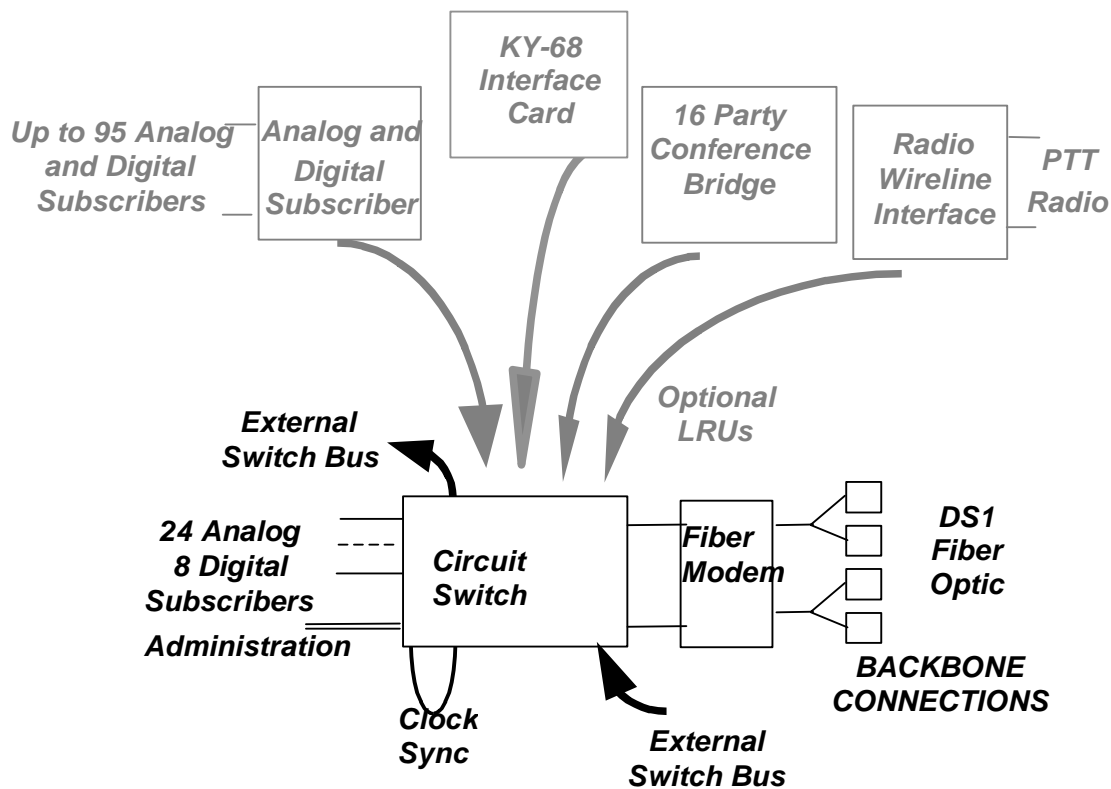 KY-68
Interface
Card
Up to 95 Analog
and Digital
Subscribers
Analog and
Digital
Subscriber
16 Party
Conference
Bridge
Radio
Wireline
Interface
PTT
Radio
Optional
LRUs
External
Switch Bus
24 Analog
8 Digital
Subscribers
Administration
Circuit
Switch
Fiber
Modem
DS1
Fiber
Optic
BACKBONE
CONNECTIONS
Clock
Sync
External
Switch Bus